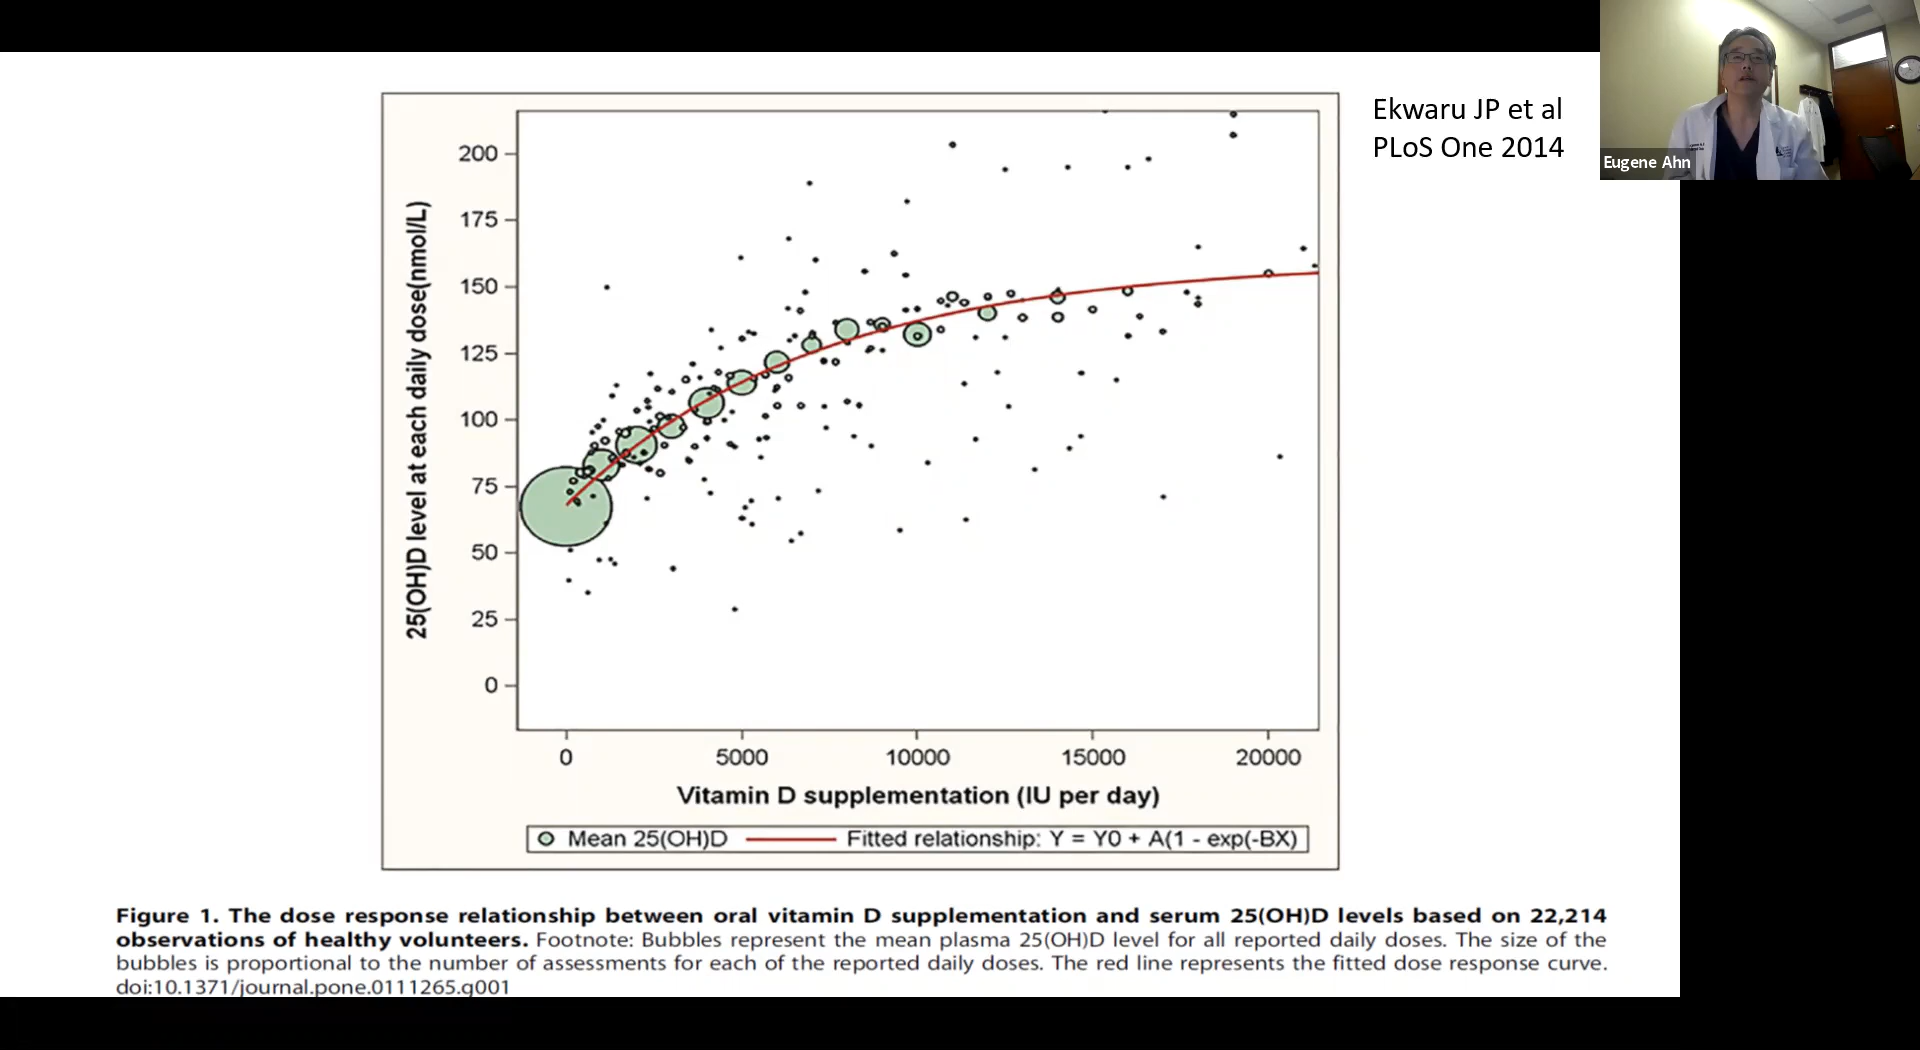 Ekwaru JP et al
PLoS One 2014
Eugene Ahn
25(OH)D level at each daily dose(nmol/L)
200
175
150
125
100
75
50
25
0
0 5000 10000 15000 20000
Vitamin D supplementation (IU per day)
Mean 25(OH)D Fitted relationship: Y = Y0 + A(1 - exp(-BX)
Figure 1. The dose response relationship between oral vitamin D supplementation and serum 25(OH)D levels based on 22,214
observations of healthy volunteers. Footnote: Bubbles represent the mean plasma 25(OH)D level for all reported daily doses. The size of the
bubbles is proportional to the number of assessments for each of the reported daily doses. The red line represents the fitted dose response curve.
doi:10.1371/journal.pone.0111265.g001